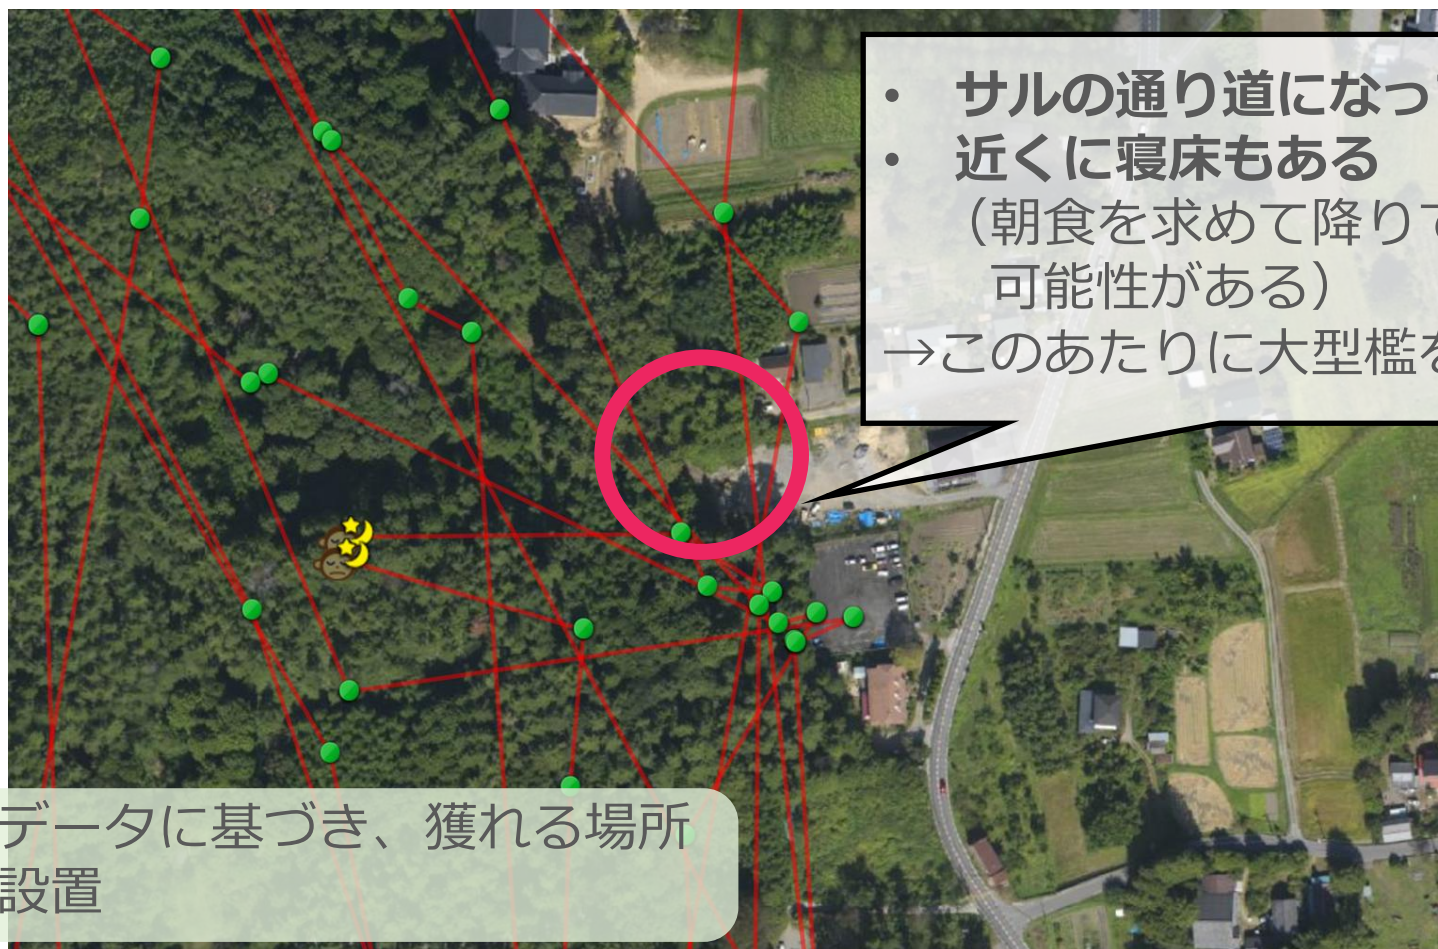 • サルの通り道になっ
• 近くに寝床もある
（朝食を求めて降りて
可能性がある）
→このあたりに大型檻を
データに基づき、獲れる場所
設置